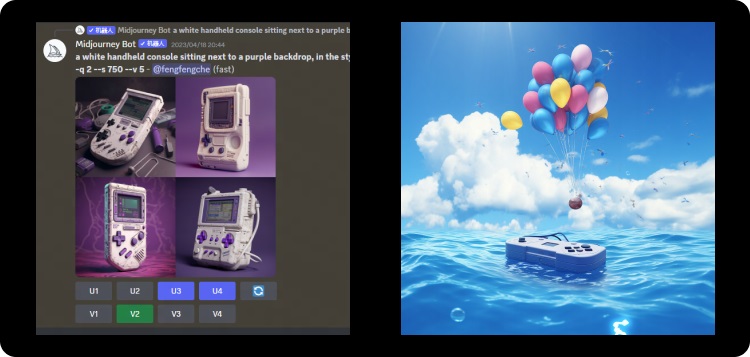 ✓机器人 Midjourney Bot a white handheld console sitting next to a purple b
Midjourney Bot ✓机器人 2023/04/18 20:44
a white handheld console sitting next to a purple backdrop, in the sty
-q 2 --s 750 --v 5 - @fengfengche (fast)
U1 U2 U3 U4
V1 V2 V3 V4